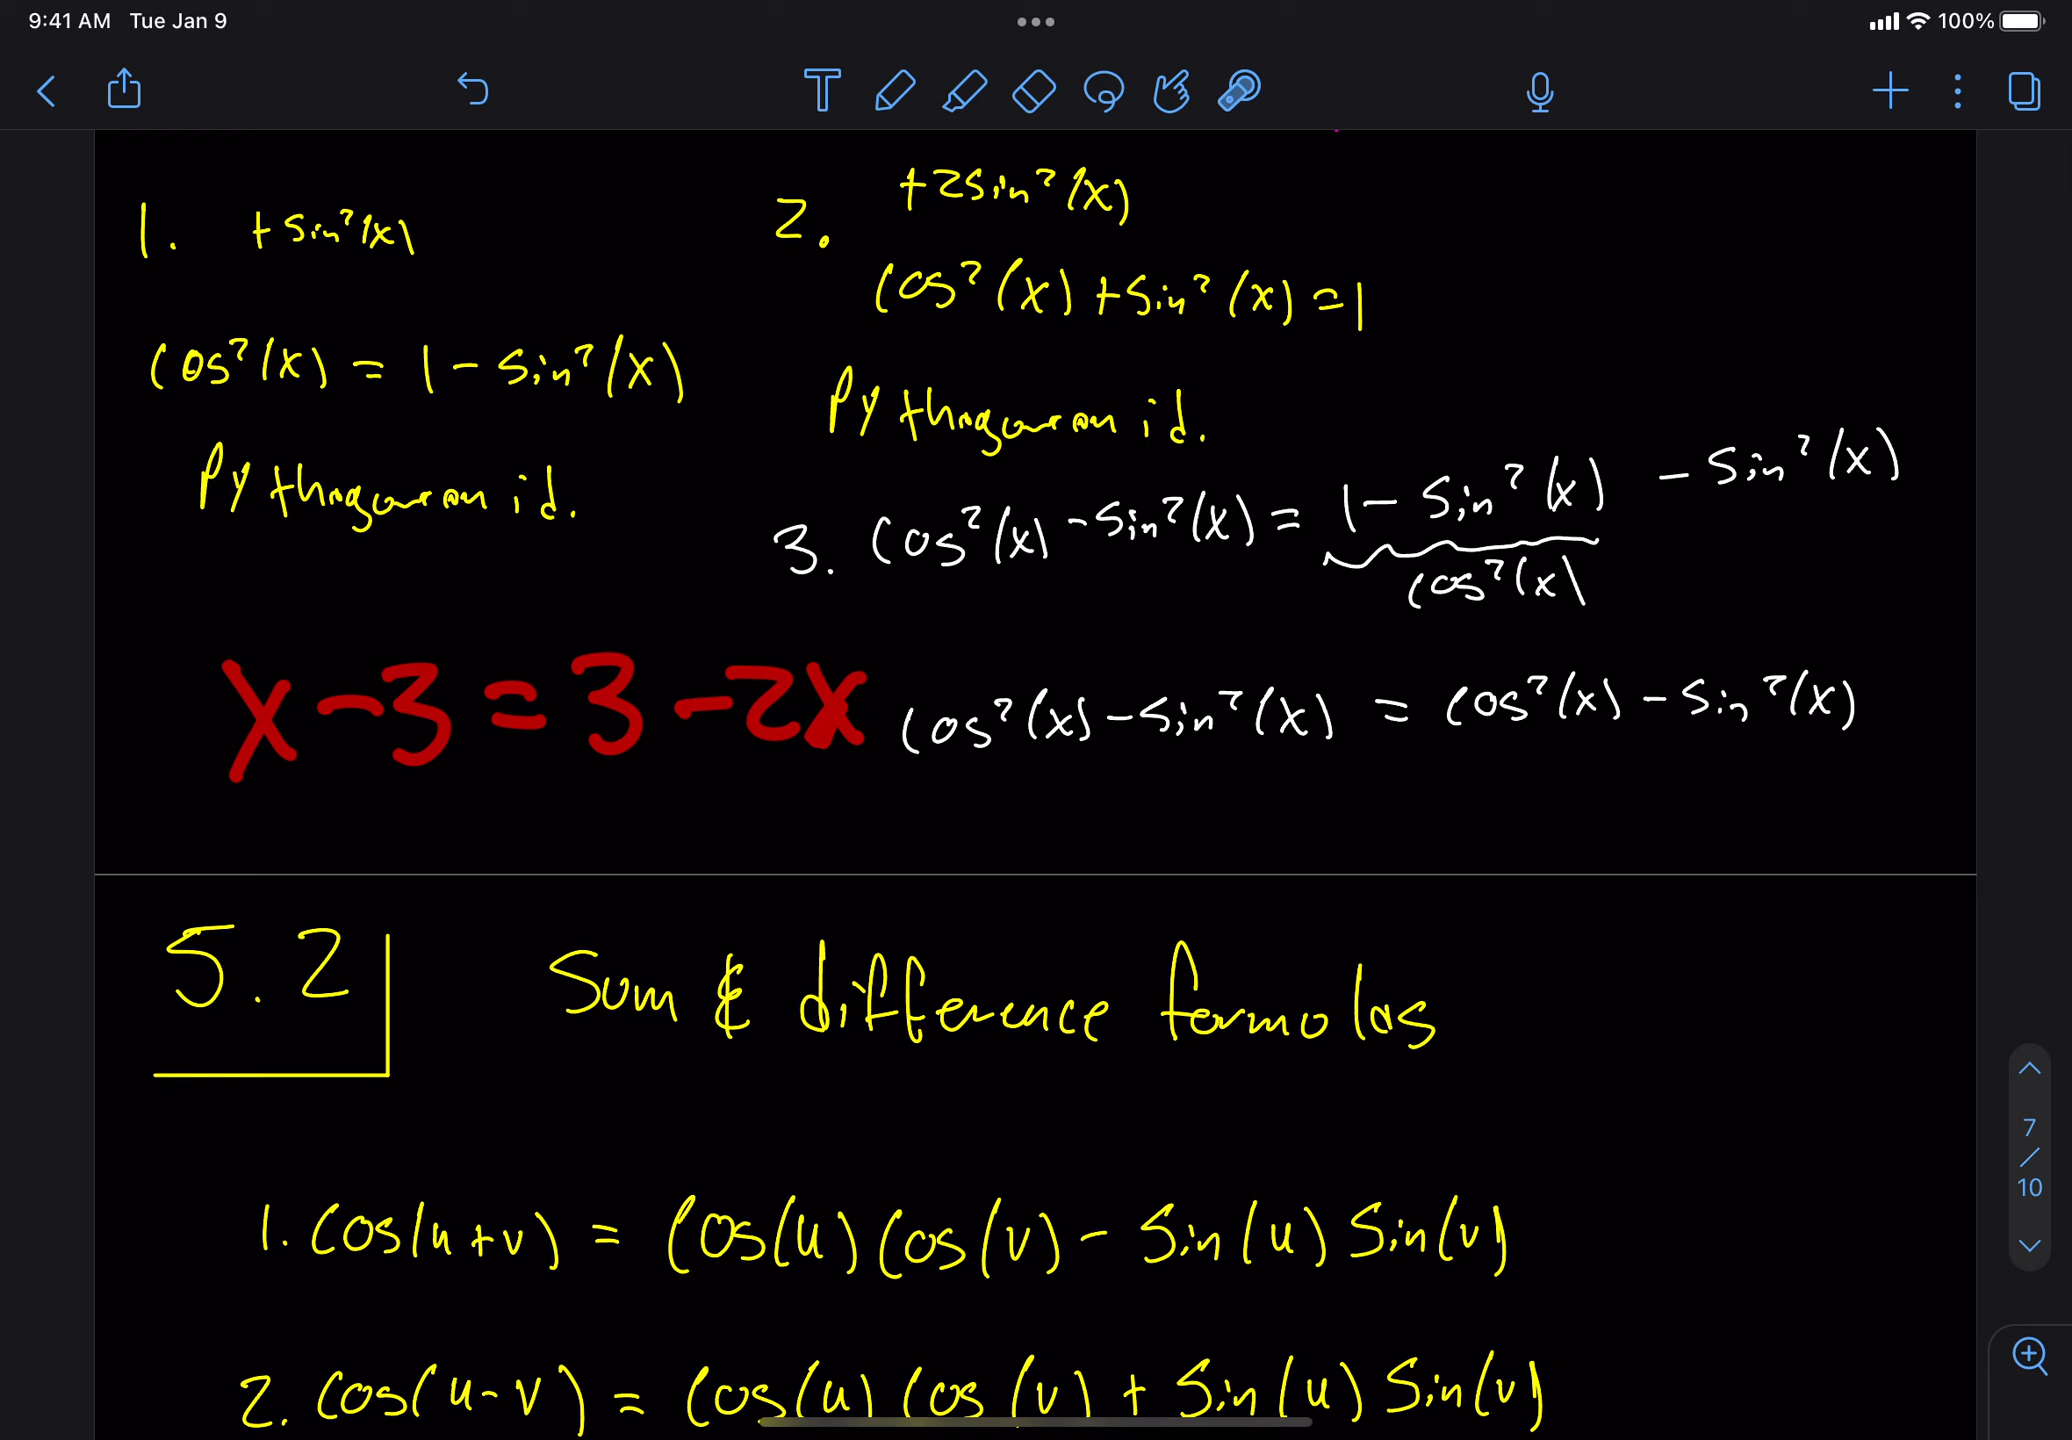 9:41 AM Tue Jan 9
100%
1. + sin²(x)
cos²(x) = 1 - sin²(x)
Pythagorean id.
2. +2sin²(x)
cos²(x) + sin²(x) = 1
Pythagorean id.
3. cos²(x) - sin²(x) = 1 - sin²(x) - sin²(x)
cos²(x)
x - 3 = 3 - 2x
cos²(x) - sin²(x) = cos²(x) - sin²(x)
5.2 Sum & difference formulas
1. cos(u+v) = cos(u) cos(v) - sin(u) sin(v)
2. cos(u-v) = cos(u) cos(v) + sin(u) sin(v)
7
/
10